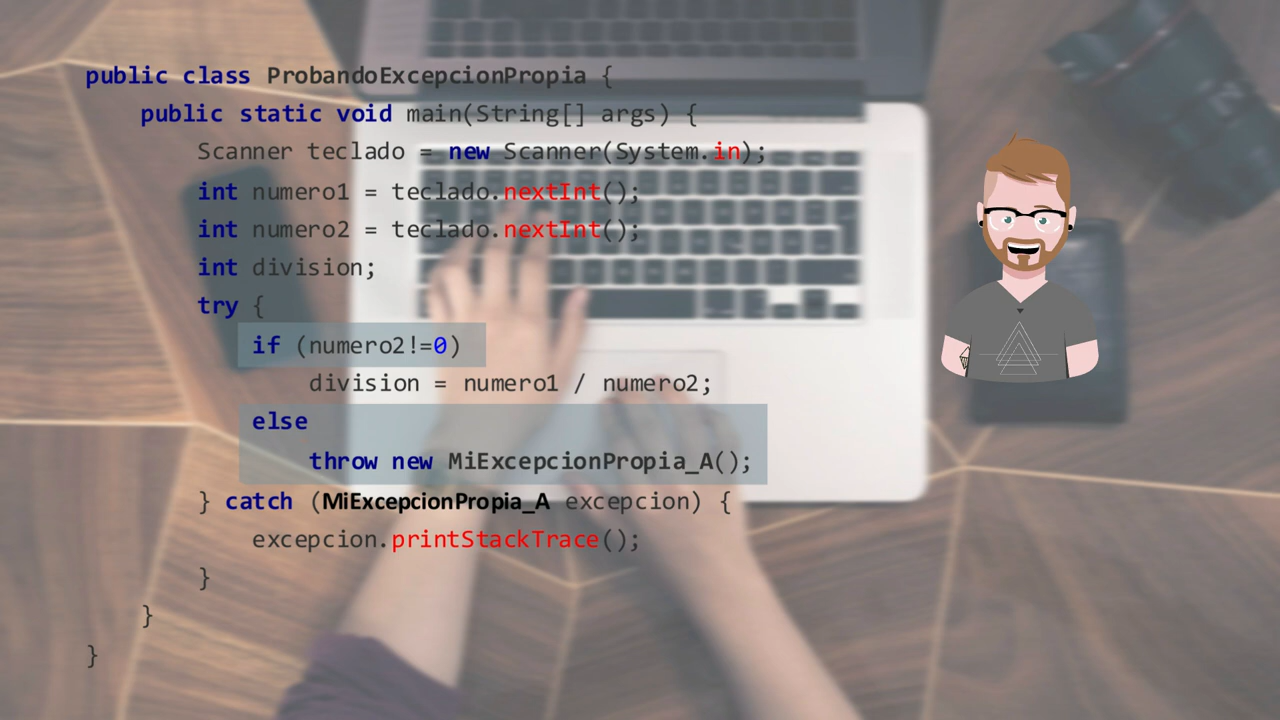 public class ProbandoExcepcionPropia {
public static void main(String[] args) {
Scanner teclado = new Scanner(System.in);
int numero1 = teclado.nextInt();
int numero2 = teclado.nextInt();
int division;
try {
if (numero2!=0)
division = numero1 / numero2;
else
throw new MiExcepcionPropia_A();
} catch (MiExcepcionPropia_A excepcion) {
excepcion.printStackTrace();
}
}
}